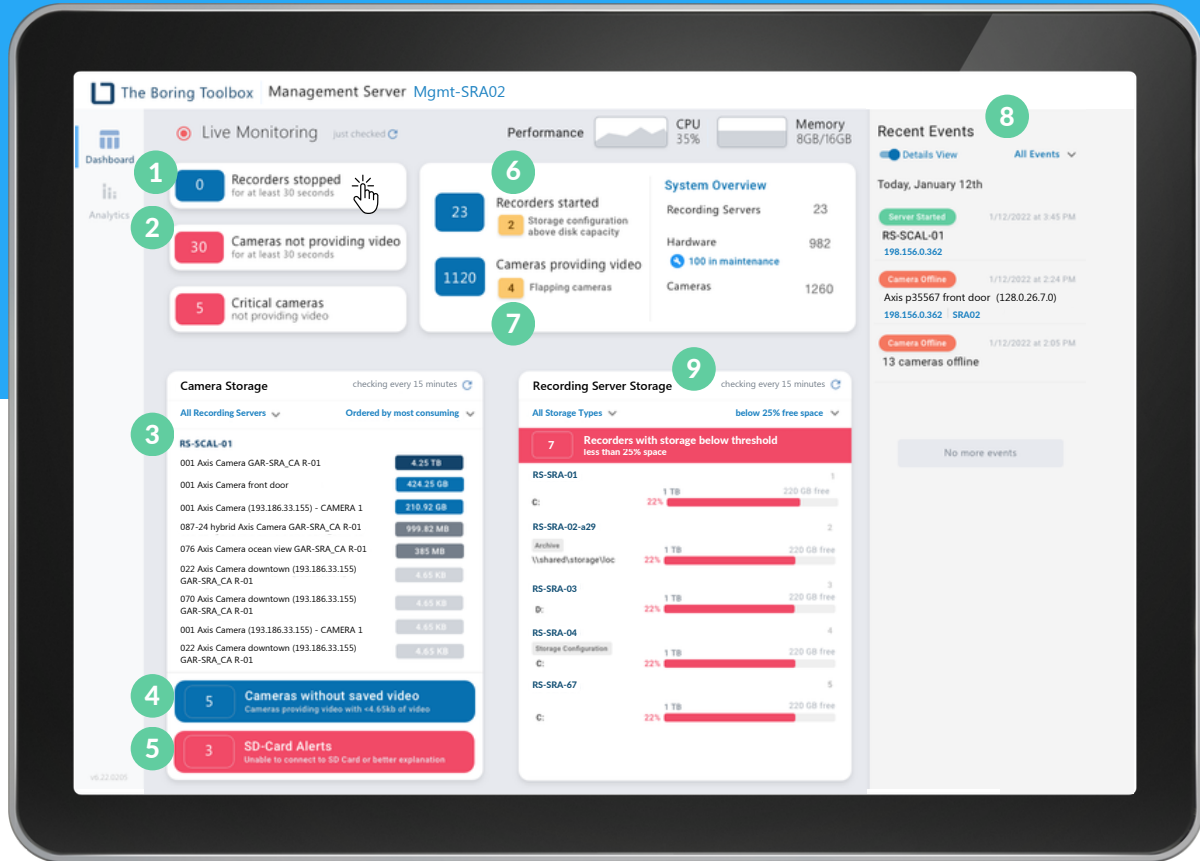 The Boring Toolbox Management Server Mgmt-SRA02
Dashboard
Analytics
v6.22.0208
Live Monitoring just checked
Performance
CPU
35%
Memory
8GB/16GB
1
0
Recorders stopped
for at least 30 seconds
2
30
Cameras not providing video
for at least 30 seconds
5
Critical cameras
not providing video
6
23
Recorders started
2
Storage configuration
above disk capacity
1120
Cameras providing video
4
Flapping cameras
7
System Overview
Recording Servers 23
Hardware 982
100 in maintenance
Cameras 1260
Camera Storage checking every 15 minutes
All Recording Servers Ordered by most consuming
3
RS-SCAL-01
001 Axis Camera GAR-SRA_CA R-01 4.25 TB
001 Axis Camera front door 424.25 GB
001 Axis Camera (193.186.33.155) - CAMERA 1 210.92 GB
087-24 hybrid Axis Camera GAR-SRA_CA R-01 999.82 MB
076 Axis Camera ocean view GAR-SRA_CA R-01 385 MB
022 Axis Camera downtown (193.186.33.155)
GAR-SRA_CA R-01
4.65 KB
070 Axis Camera downtown (193.186.33.155)
GAR-SRA_CA R-01
4.65 KB
001 Axis Camera (193.186.33.155) - CAMERA 1 4.65 KB
022 Axis Camera downtown (193.186.33.155)
GAR-SRA_CA R-01
4.65 KB
4
5
Cameras without saved video
Cameras providing video with <4.65kb of video
5
3
SD-Card Alerts
Unable to connect to SD Card or better explanation
Recording Server Storage 9 checking every 15 minutes
All Storage Types below 25% free space
7
Recorders with storage below threshold
less than 25% space
RS-SRA-01 1
1 TB 220 GB free
C: 22%
RS-SRA-02-a29 2
Archive
1 TB 220 GB free
\\shared\storage\loc 22%
RS-SRA-03 3
1 TB 220 GB free
D: 22%
RS-SRA-04 4
Storage Configuration
1 TB 220 GB free
C: 22%
RS-SRA-67 5
1 TB 220 GB free
C: 22%
8
Recent Events
Details View All Events
Today, January 12th
Server Started 1/12/2022 at 3:45 PM
RS-SCAL-01
198.156.0.362
Camera Offline 1/12/2022 at 2:24 PM
Axis p35567 front door (128.0.26.7.0)
198.156.0.362 SRA02
Camera Offline 1/12/2022 at 2:05 PM
13 cameras offline
No more events